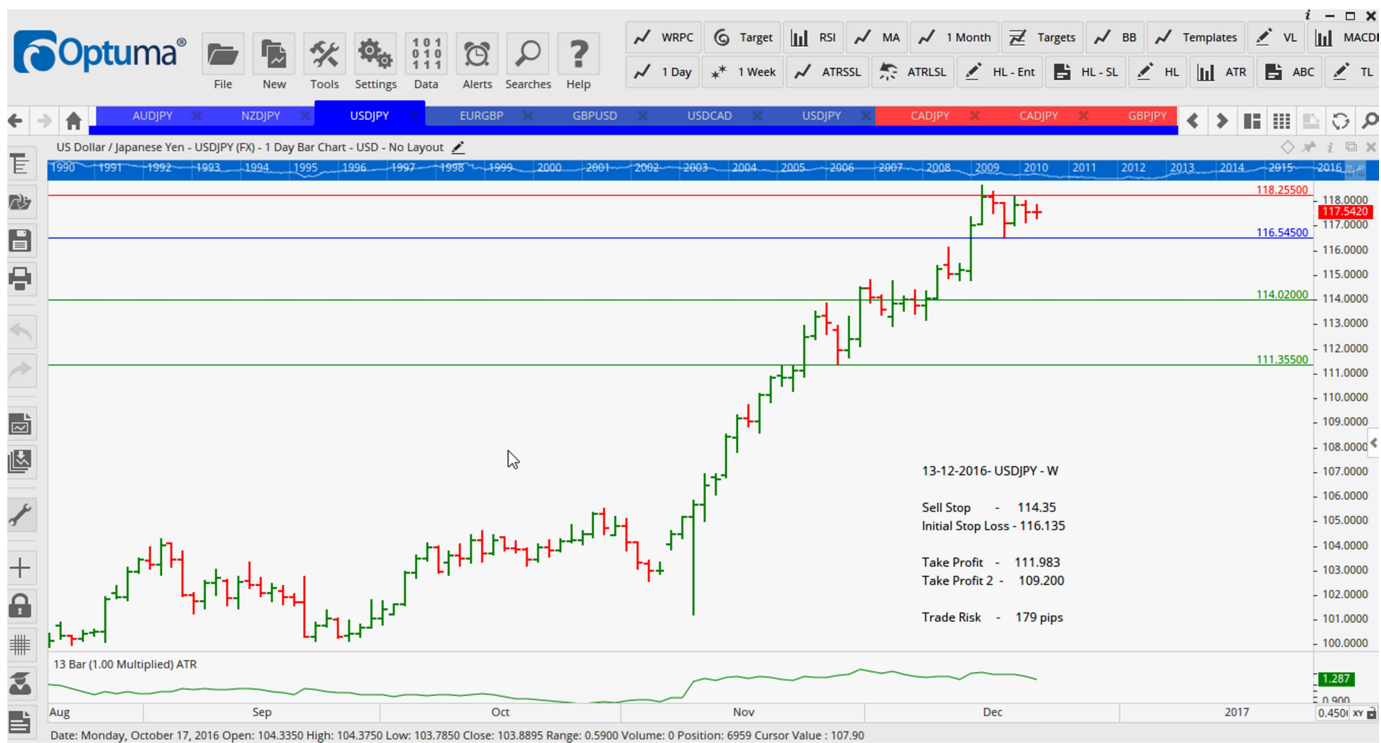 Optuma®
File
New
Tools
Settings
101
010
111
Data
Alerts
Searches
Help
i
WRPC
Target
RSI
MA
1 Month
Targets
BB
Templates
VL
MACDI
1 Day
1 Week
ATRSSL
ATRLSL
HL - Ent
HL - SL
HL
ATR
ABC
TL
AUDJPY
NZDJPY
USDJPY
EURGBP
GBPUSD
USDCAD
USDJPY
CADJPY
CADJPY
GBPJPY
US Dollar / Japanese Yen - USDJPY (FX) - 1 Day Bar Chart - USD - No Layout
1990 1991 1992 1993 1994 1995 1996 1997 1998 1999 2000 2001 2002 2003 2004 2005 2006 2007 2008 2009 2010 2011 2012 2013 2014 2015 2016
118.25500
118.0000
117.5420
117.0000
116.54500
116.0000
115.0000
114.02000
114.0000
113.0000
112.0000
111.35500
111.0000
110.0000
109.0000
108.0000
107.0000
106.0000
105.0000
104.0000
103.0000
102.0000
101.0000
100.0000
13-12-2016- USDJPY - W
Sell Stop - 114.35
Initial Stop Loss - 116.135
Take Profit - 111.983
Take Profit 2 - 109.200
Trade Risk - 179 pips
13 Bar (1.00 Multiplied) ATR
1.287
0.900
0.4500 XY
Aug Sep Oct Nov Dec 2017
Date: Monday, October 17, 2016 Open: 104.3350 High: 104.3750 Low: 103.7850 Close: 103.8895 Range: 0.5900 Volume: 0 Position: 6959 Cursor Value : 107.90